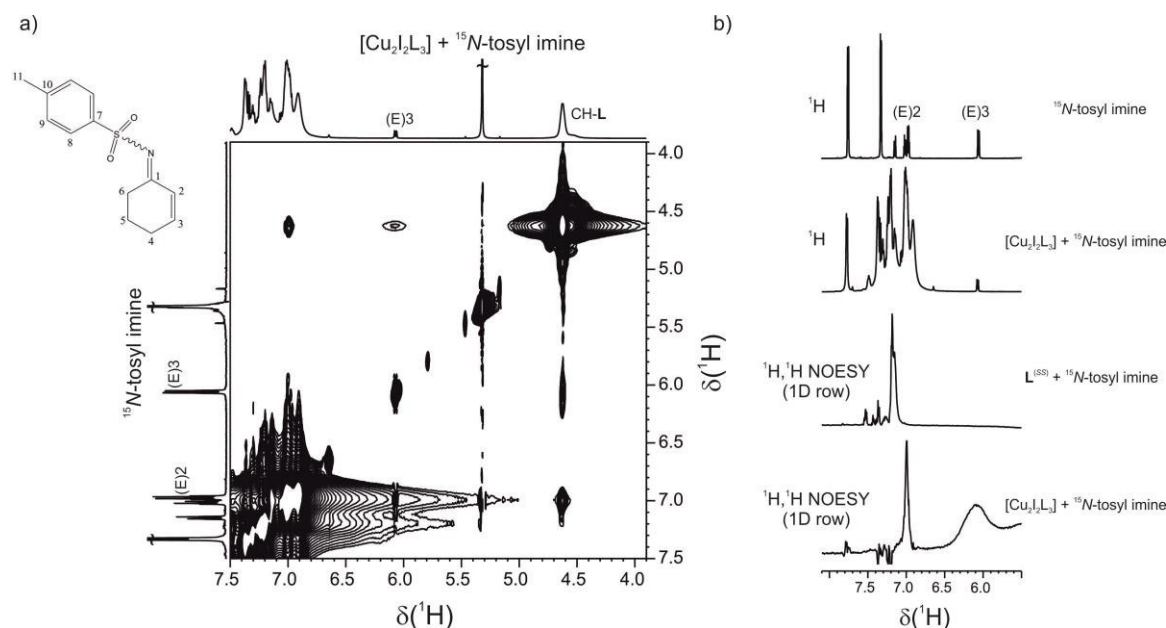 a)
11
10
9
8
7
O
S
O
N
1
6
2
5
3
4
[Cu₂I₂L₃] + ¹⁵N-tosyl imine
(E)3
CH-L
¹⁵N-tosyl imine
(E)3
(E)2
4.0
4.5
5.0
5.5
6.0
6.5
7.0
7.5
δ(¹H)
7.5 7.0 6.5 6.0 5.5 5.0 4.5 4.0
δ(¹H)
b)
¹H
(E)2
(E)3
¹⁵N-tosyl imine
¹H
[Cu₂I₂L₃] + ¹⁵N-tosyl imine
¹H,¹H NOESY
(1D row)
L⁽ˢˢ⁾ + ¹⁵N-tosyl imine
¹H,¹H NOESY
(1D row)
[Cu₂I₂L₃] + ¹⁵N-tosyl imine
7.5 7.0 6.5 6.0
δ(¹H)